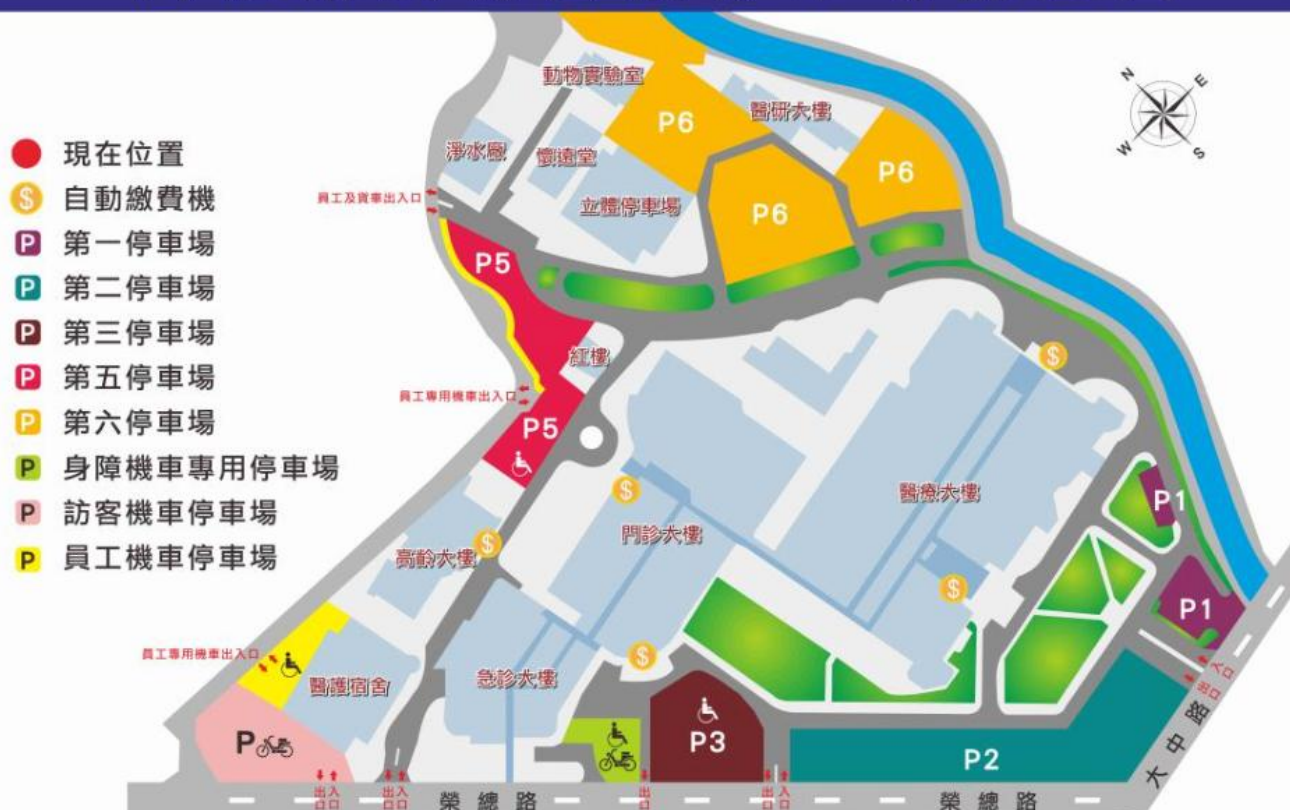 現在位置
$ 自動繳費機
P 第一停車場
P 第二停車場
P 第三停車場
P 第五停車場
P 第六停車場
P 身障機車專用停車場
P 訪客機車停車場
P 員工機車停車場
N
E
W
S
動物實驗室
P6
醫研大樓
淨水廠
懷遠堂
P6
員工及貨車出入口
立體停車場
P6
P5
紅樓
$
員工專用機車出入口
P5
$
醫療大樓
P1
門診大樓
$
高齡大樓
$
P1
員工專用機車出入口
$
急診大樓
醫護宿舍
入口
出口
P
P3
P2
大中路
出口
入口
出口
入口
出口
出口
入口
榮總路
榮總路